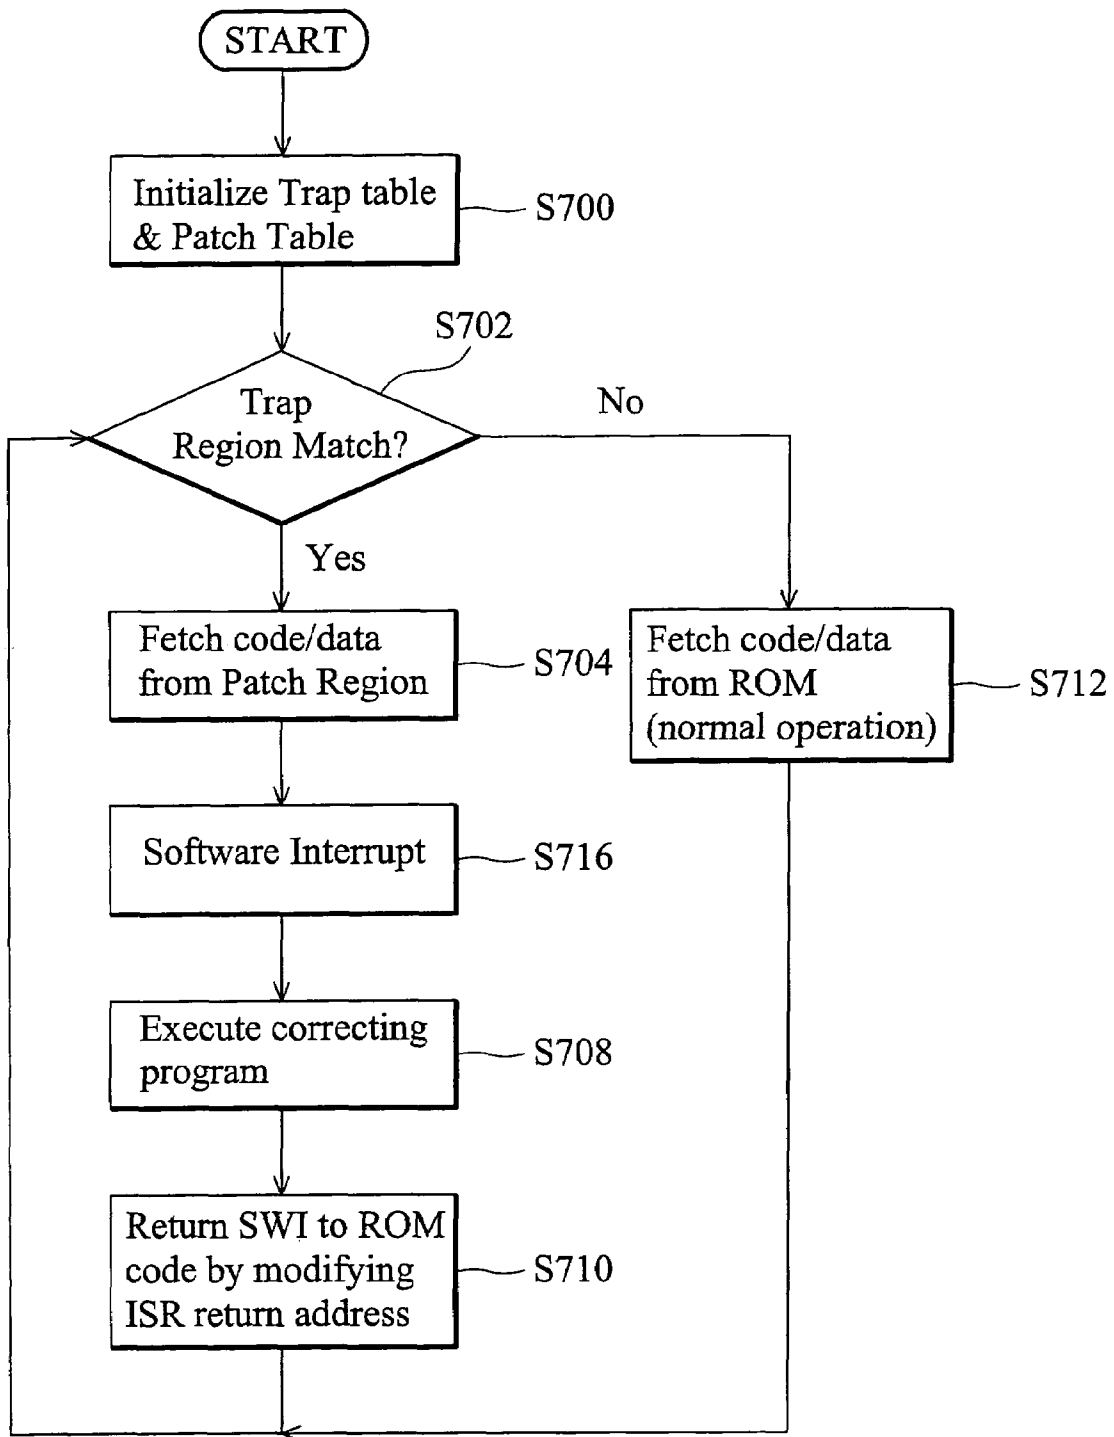 START
Initialize Trap table
& Patch Table
S700
S702
Trap
Region Match?
No
Yes
Fetch code/data
from Patch Region
S704
Fetch code/data
from ROM
(normal operation)
S712
Software Interrupt
S716
Execute correcting
program
S708
Return SWI to ROM
code by modifying
ISR return address
S710